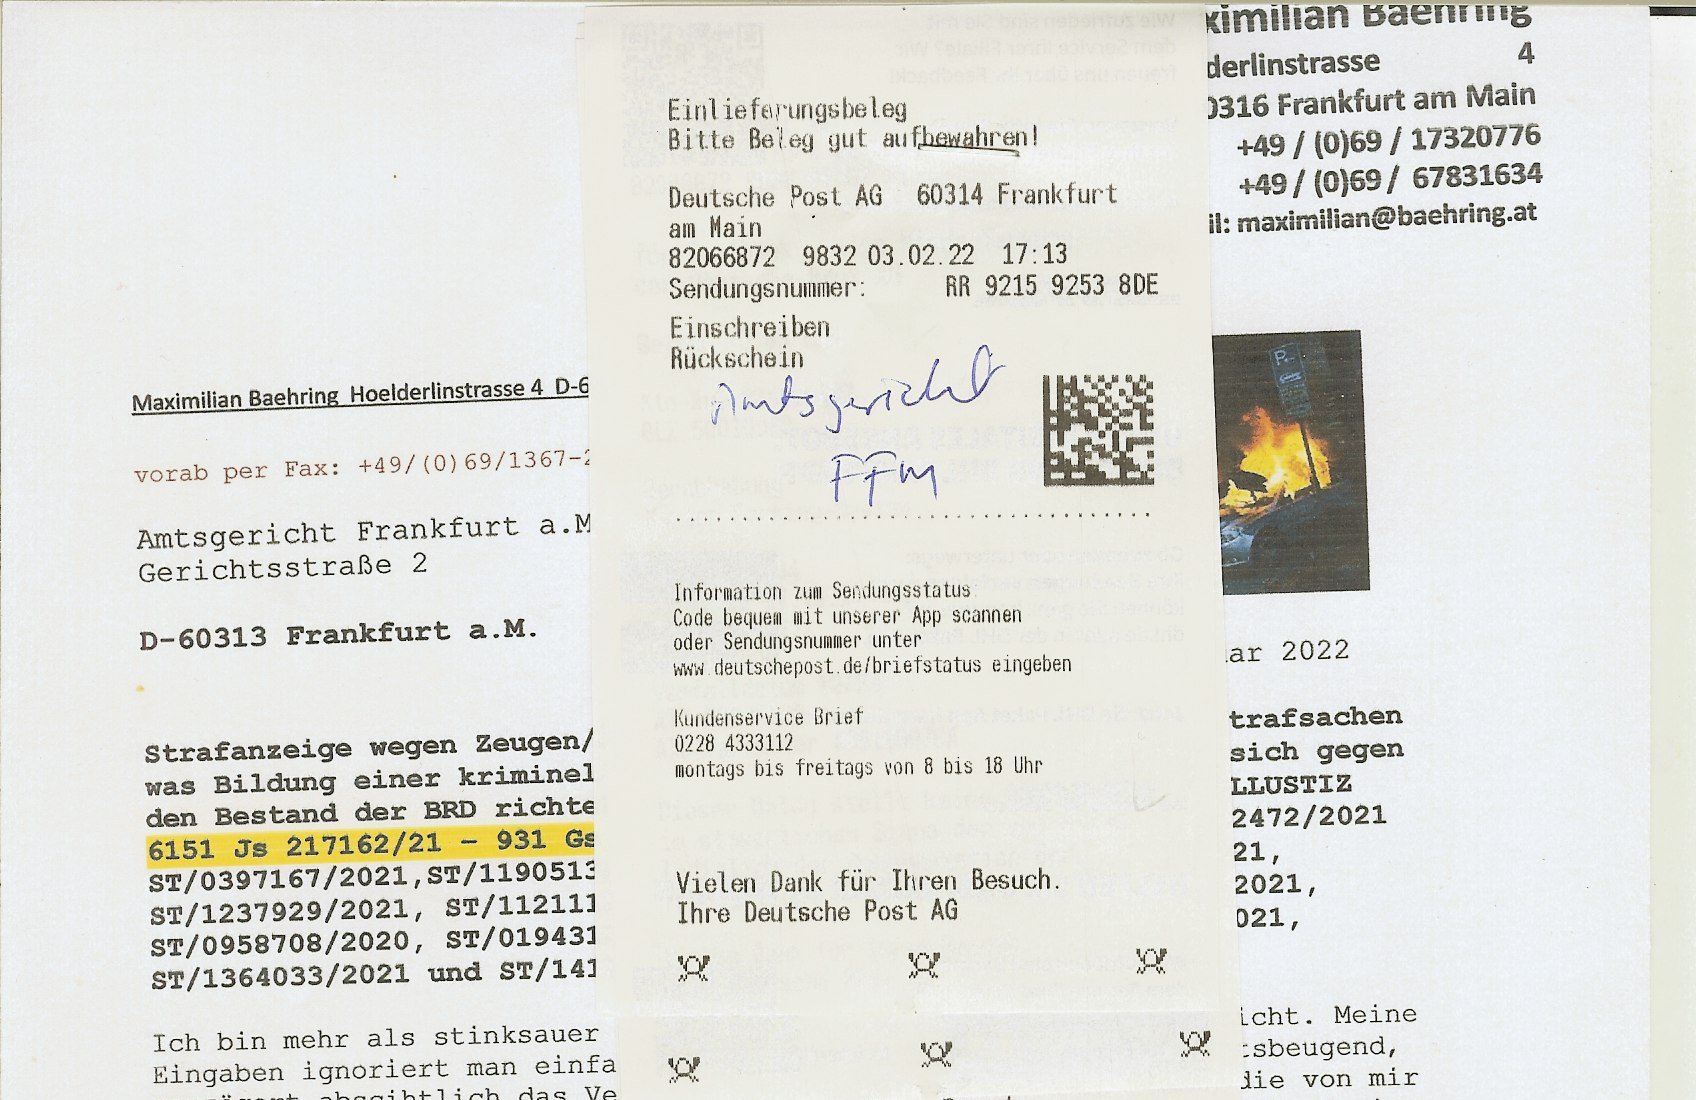 ximilian Baehring
derlinstrasse 4
0316 Frankfurt am Main
+49 / (0)69 / 17320776
+49 / (0)69 / 67831634
il: maximilian@baehring.at
Maximilian Baehring Hoelderlinstrasse 4 D-6
vorab per Fax: +49/(0)69/1367-2
Amtsgericht Frankfurt a.M
Gerichtsstraße 2
D-60313 Frankfurt a.M.
ar 2022
Strafanzeige wegen Zeugen/
was Bildung einer kriminel
den Bestand der BRD richte
6151 Js 217162/21 - 931 Gs
ST/0397167/2021,ST/1190513
ST/1237929/2021, ST/112111
ST/0958708/2020, ST/019431
ST/1364033/2021 und ST/141
trafsachen
sich gegen
LLUSTIZ
2472/2021
21,
2021,
021,
Ich bin mehr als stinksauer
Eingaben ignoriert man einfa
absichtlich das Ve
icht. Meine
sbeugend,
die von mir
Einlieferungsbeleg
Bitte Beleg gut aufbewahren!
Deutsche Post AG 60314 Frankfurt
am Main
82066872 9832 03.02.22 17:13
Sendungsnummer: RR 9215 9253 8DE
Einschreiben
Rückschein
Amtsgericht
FFM
Information zum Sendungsstatus:
Code bequem mit unserer App scannen
oder Sendungsnummer unter
www.deutschepost.de/briefstatus eingeben
Kundenservice Brief
0228 4333112
montags bis freitags von 8 bis 18 Uhr
Vielen Dank für Ihren Besuch.
Ihre Deutsche Post AG